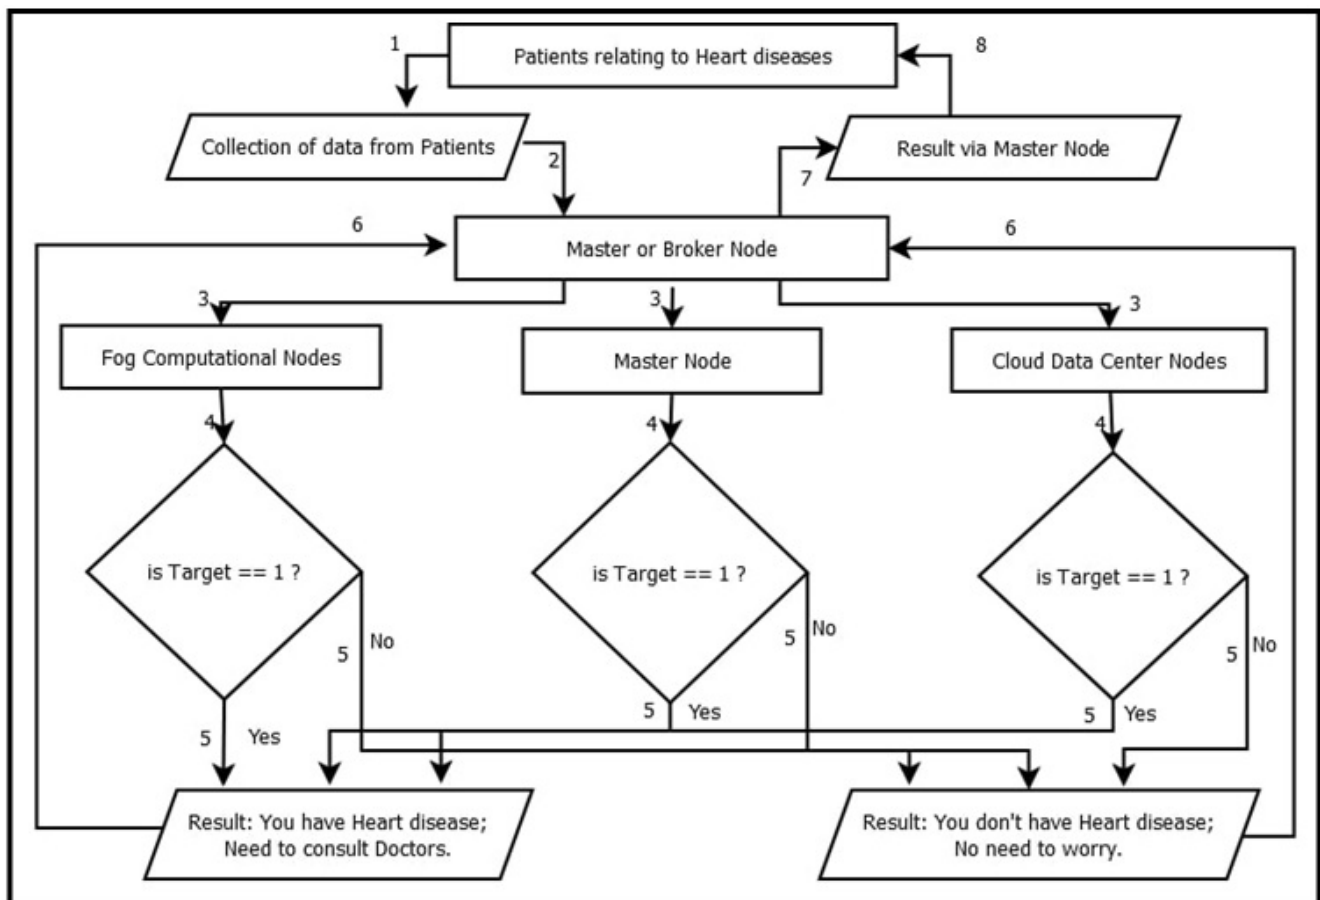 1
Patients relating to Heart diseases
8
Collection of data from Patients
2
7
Result via Master Node
6
Master or Broker Node
6
3
3
3
Fog Computational Nodes
Master Node
Cloud Data Center Nodes
4
4
4
is Target == 1 ?
is Target == 1 ?
is Target == 1 ?
5
No
5
No
5
No
5
Yes
5
Yes
5
Yes
Result: You have Heart disease;
Need to consult Doctors.
Result: You don't have Heart disease;
No need to worry.